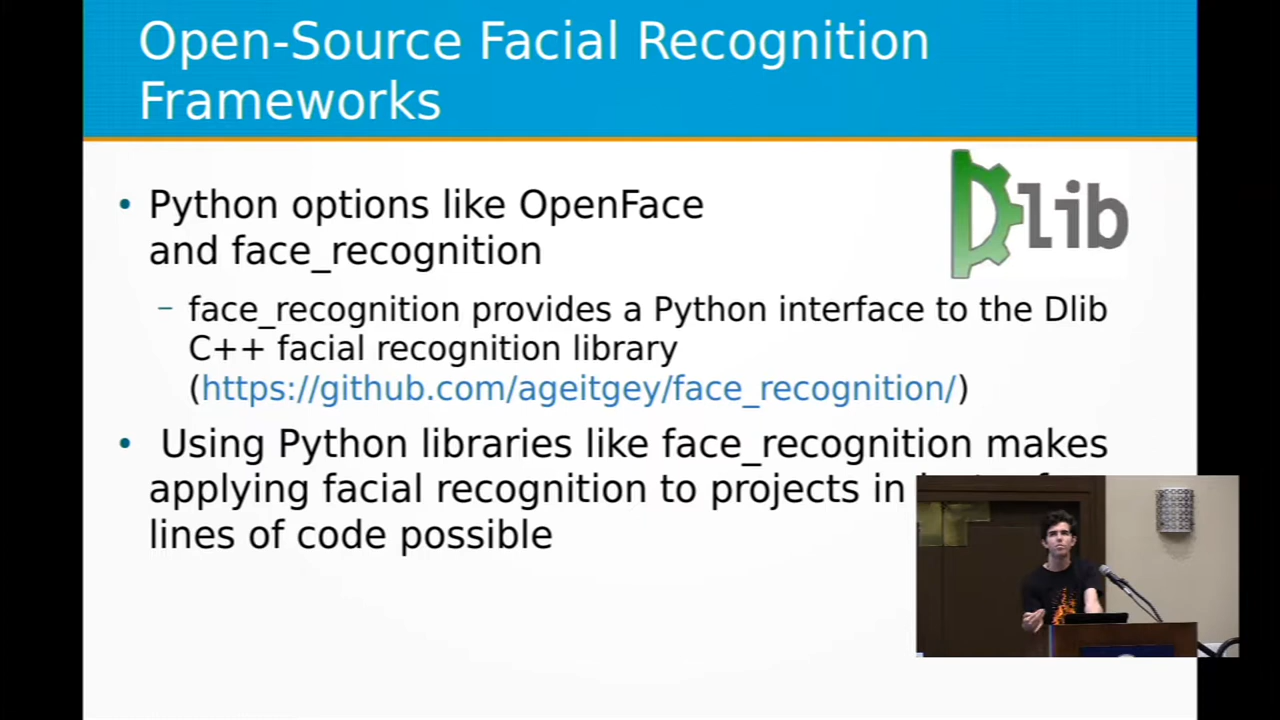 Open-Source Facial Recognition
Frameworks
Dlib
• Python options like OpenFace
and face_recognition
– face_recognition provides a Python interface to the Dlib
C++ facial recognition library
(https://github.com/ageitgey/face_recognition/)
• Using Python libraries like face_recognition makes
applying facial recognition to projects in
lines of code possible